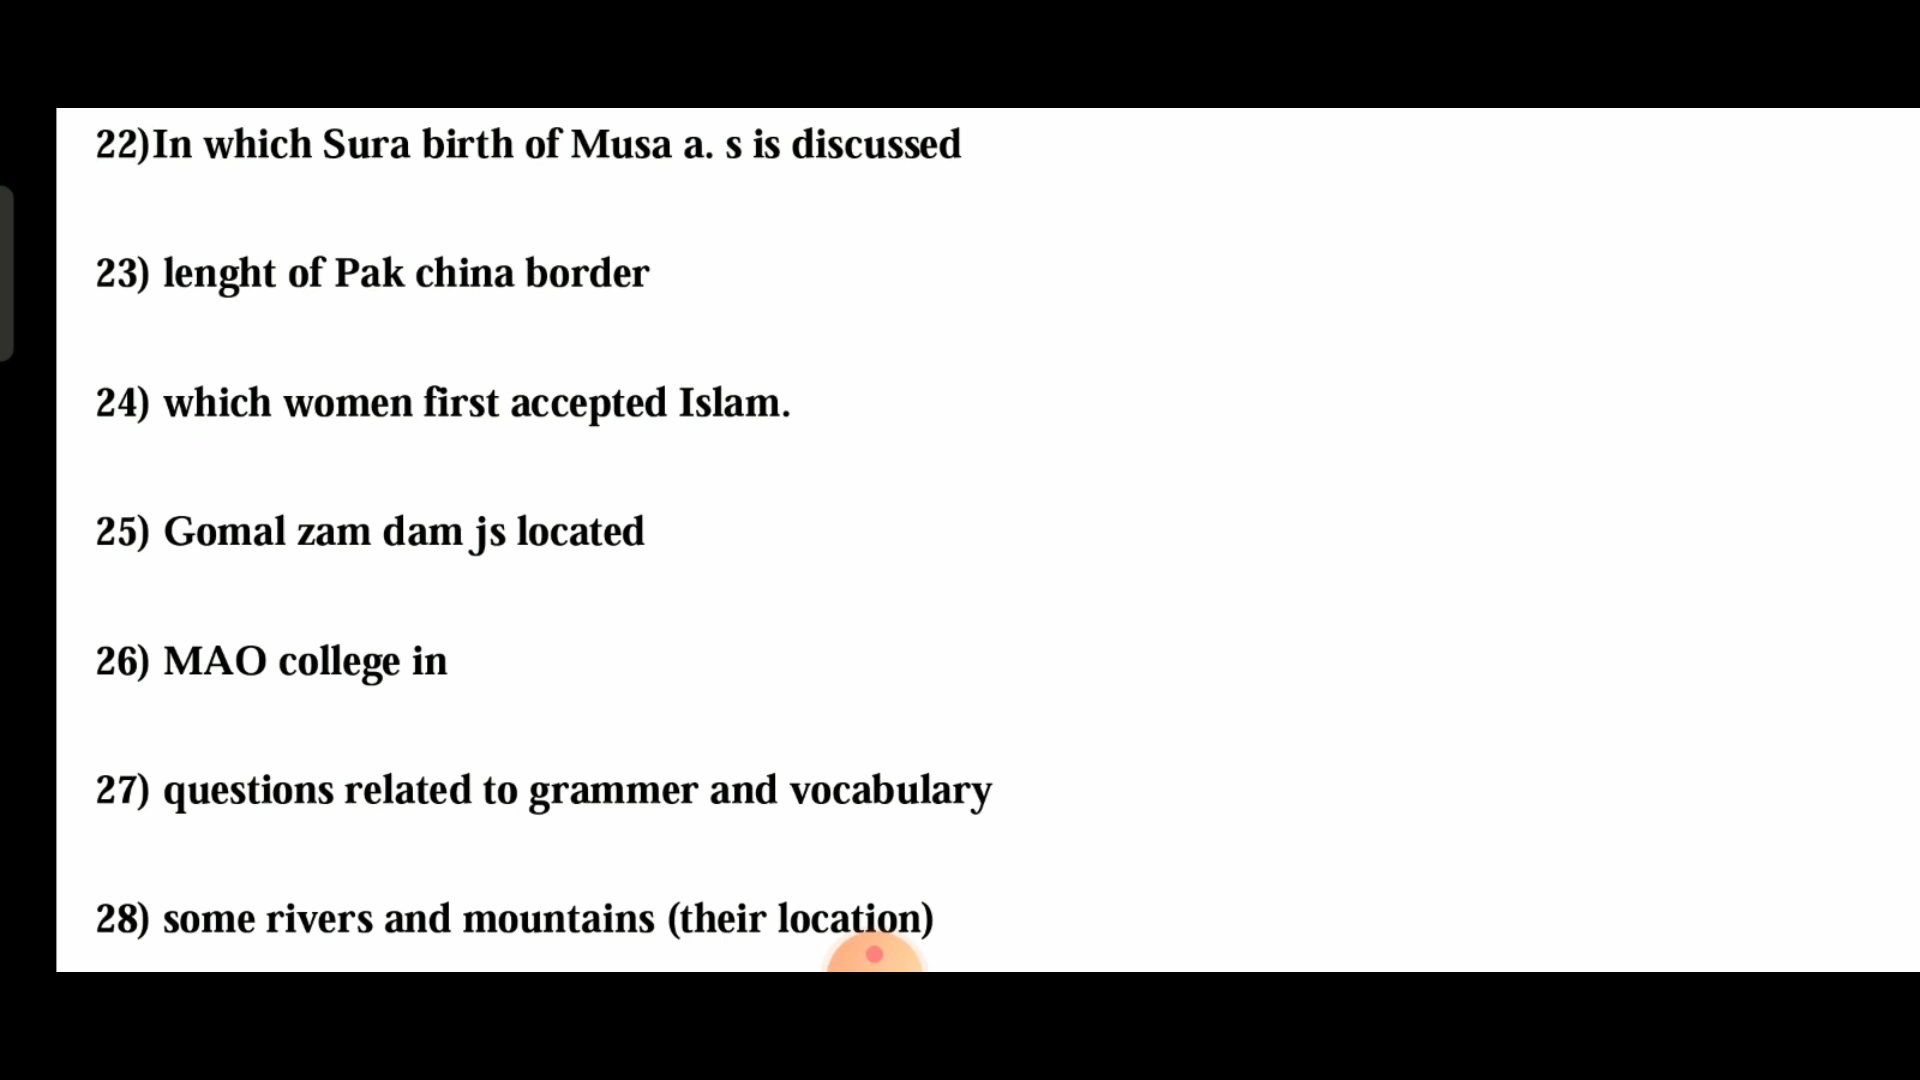 22)In which Sura birth of Musa a. s is discussed
23) lenght of Pak china border
24) which women first accepted Islam.
25) Gomal zam dam js located
26) MAO college in
27) questions related to grammer and vocabulary
28) some rivers and mountains (their location)